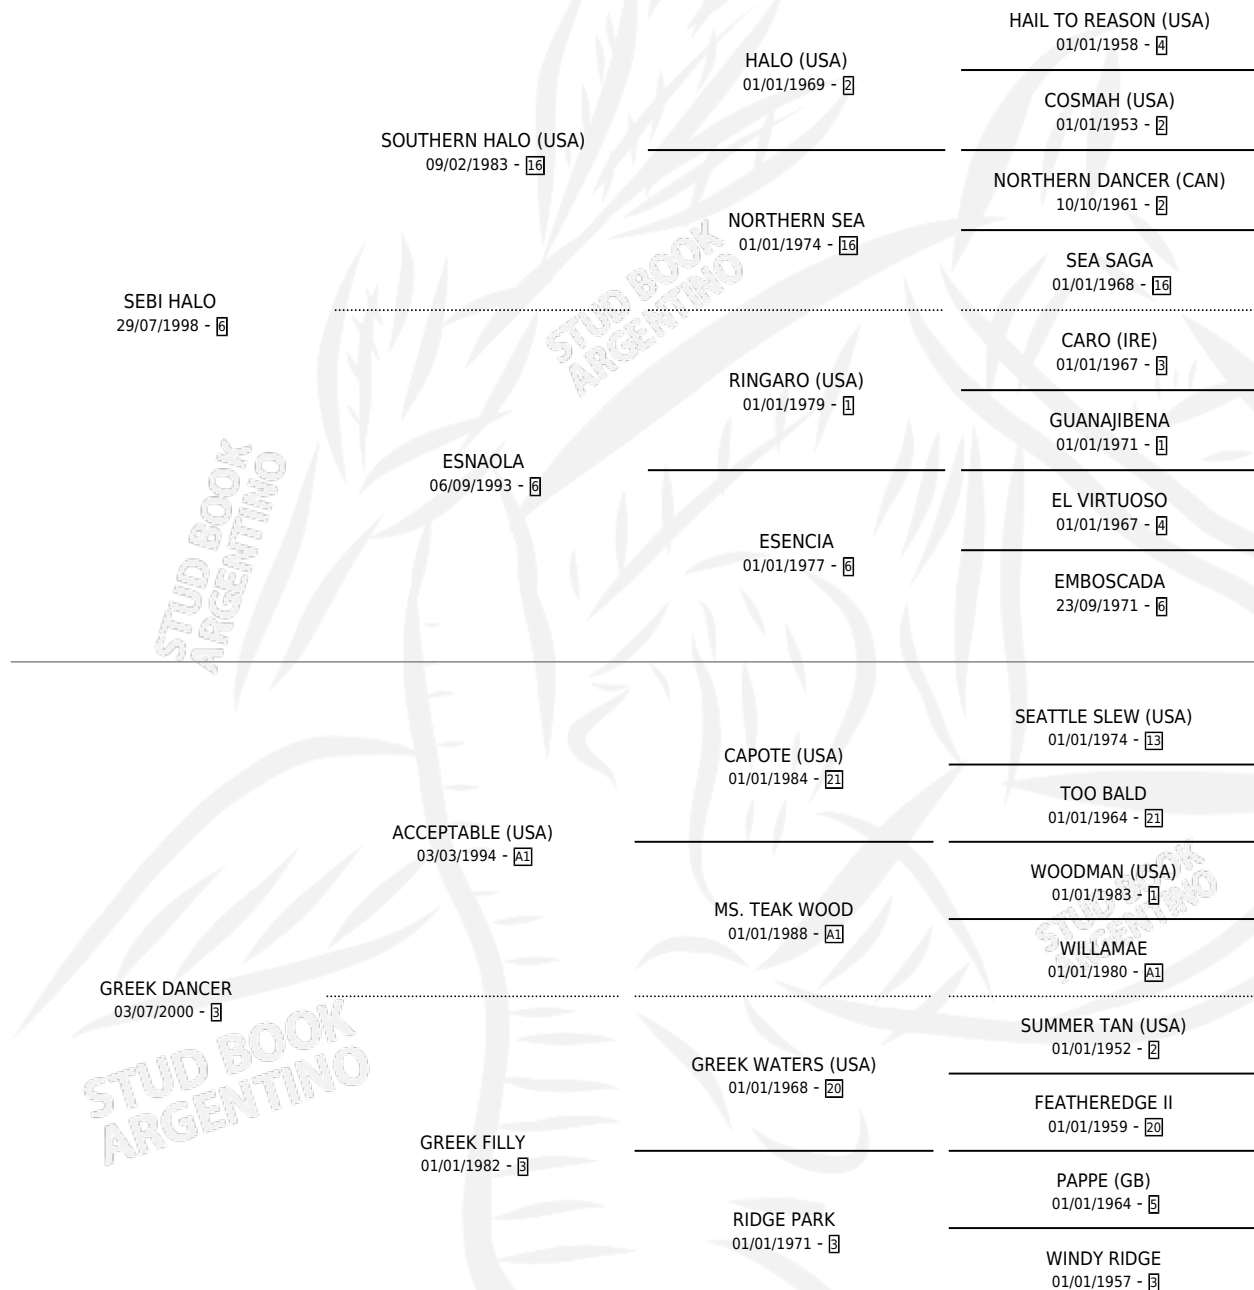 HAIL TO REASON (USA)
01/01/1958 - 4
HALO (USA)
01/01/1969 - 2
COSMAH (USA)
01/01/1953 - 2
SOUTHERN HALO (USA)
09/02/1983 - 16
NORTHERN DANCER (CAN)
10/10/1961 - 2
NORTHERN SEA
01/01/1974 - 16
SEA SAGA
01/01/1968 - 16
SEBI HALO
29/07/1998 - 6
STUD BOOK
ARGENTINO
CARO (IRE)
01/01/1967 - 3
RINGARO (USA)
01/01/1979 - 1
GUANAJIBENA
01/01/1971 - 1
ESNAOLA
06/09/1993 - 6
EL VIRTUOSO
01/01/1967 - 4
ESENCIA
01/01/1977 - 6
EMBOSCADA
23/09/1971 - 6
STUD BOOK
ARGENTINO
SEATTLE SLEW (USA)
01/01/1974 - 13
CAPOTE (USA)
01/01/1984 - 21
TOO BALD
01/01/1964 - 21
ACCEPTABLE (USA)
03/03/1994 - A1
WOODMAN (USA)
01/01/1983 - 1
MS. TEAK WOOD
01/01/1988 - A1
WILLAMAE
01/01/1980 - A1
STUD BOOK
ARGENTINO
GREEK DANCER
03/07/2000 - 3
SUMMER TAN (USA)
01/01/1952 - 2
GREEK WATERS (USA)
01/01/1968 - 20
FEATHEREDGE II
01/01/1959 - 20
STUD BOOK
ARGENTINO
GREEK FILLY
01/01/1982 - 3
PAPPE (GB)
01/01/1964 - 5
RIDGE PARK
01/01/1971 - 3
WINDY RIDGE
01/01/1957 - 3